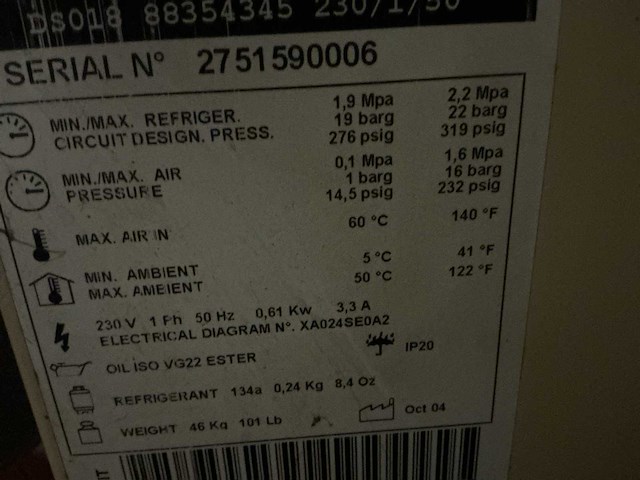 DS018 88354345 230/1/50
SERIAL N° 2751590006
MIN./MAX. REFRIGER. 1,9 Mpa 2,2 Mpa
CIRCUIT DESIGN. PRESS. 19 barg 22 barg
276 psig 319 psig
MIN./MAX. AIR 0,1 Mpa 1,6 Mpa
PRESSURE 1 barg 16 barg
14,5 psig 232 psig
MAX. AIR IN 60 °C 140 °F
MIN. AMBIENT 5 °C 41 °F
MAX. AMBIENT 50 °C 122 °F
230 V 1 Ph 50 Hz 0,61 Kw 3,3 A
ELECTRICAL DIAGRAM N°. XA024SE0A2
OIL ISO VG22 ESTER IP20
REFRIGERANT 134a 0,24 Kg 8,4 Oz
WEIGHT 46 Kg 101 Lb Oct 04